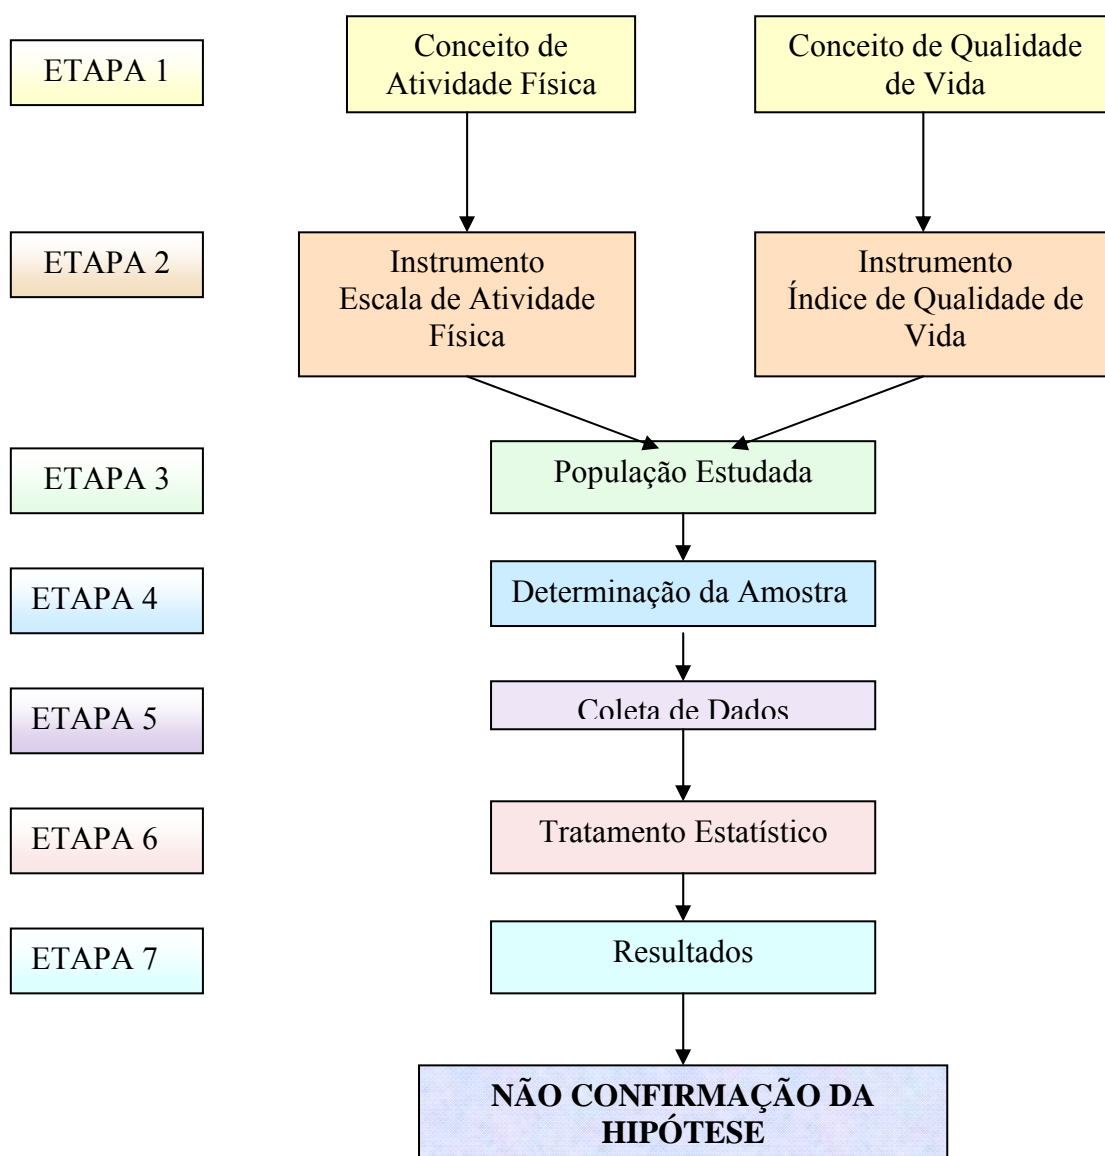 ETAPA 1
Conceito de
Atividade Física
Conceito de Qualidade
de Vida
ETAPA 2
Instrumento
Escala de Atividade
Física
Instrumento
Índice de Qualidade de
Vida
ETAPA 3
População Estudada
ETAPA 4
Determinação da Amostra
ETAPA 5
Coleta de Dados
ETAPA 6
Tratamento Estatístico
ETAPA 7
Resultados
NÃO CONFIRMAÇÃO DA
HIPÓTESE